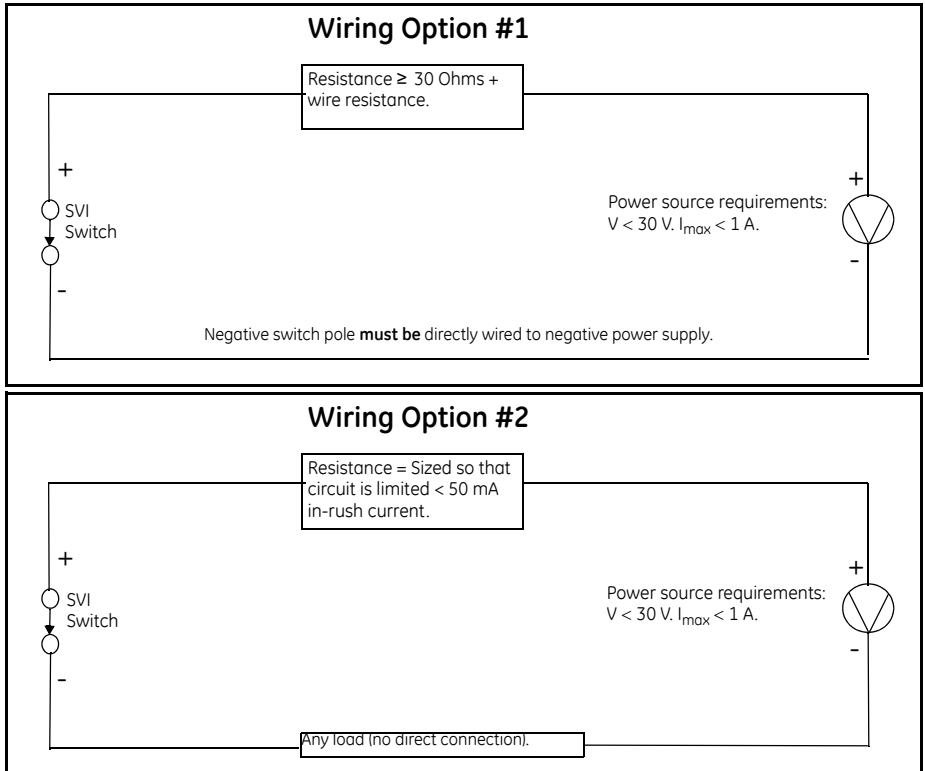 Wiring Option #1
Resistance ≥ 30 Ohms +
wire resistance.
+
+
SVI
Switch
Power source requirements:
V < 30 V. Imax < 1 A.
-
-
Negative switch pole must be directly wired to negative power supply.
Wiring Option #2
Resistance = Sized so that
circuit is limited < 50 mA
in-rush current.
+
+
SVI
Switch
Power source requirements:
V < 30 V. Imax < 1 A.
-
-
Any load (no direct connection).